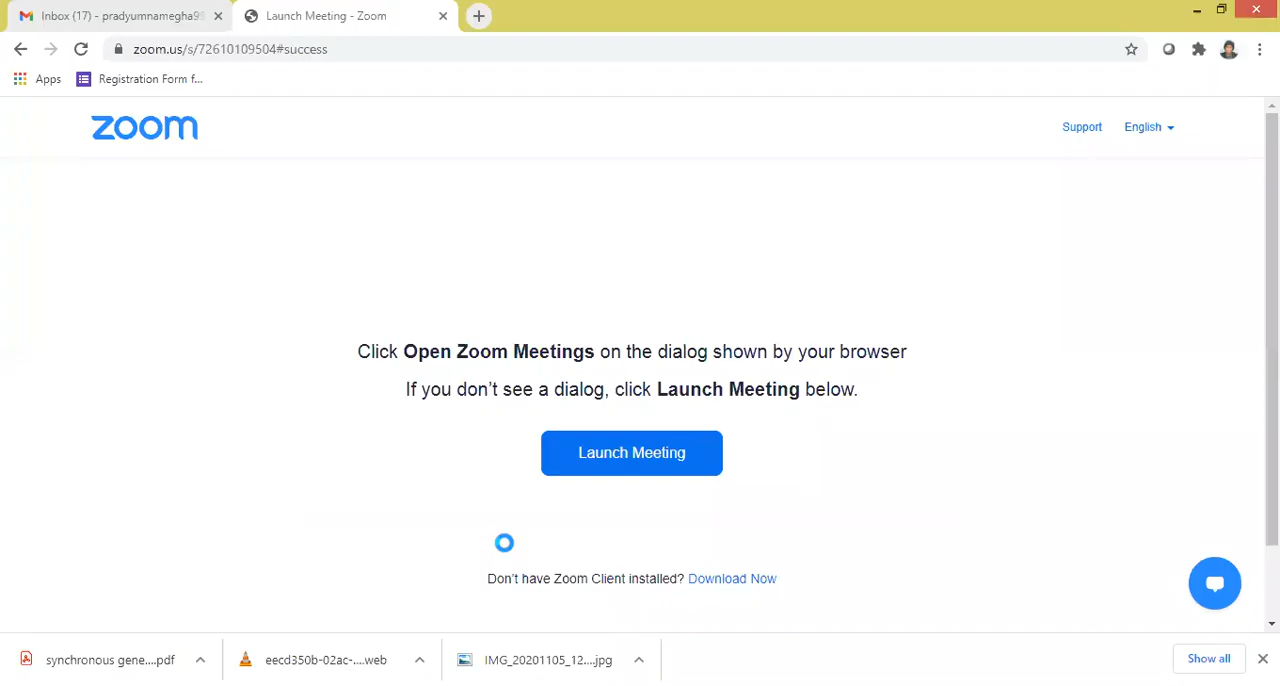 Inbox (17) - pradyumnamegha99
Launch Meeting - Zoom
zoom.us/s/72610109504#success
Apps
Registration Form f...
zoom
Support
English
Click Open Zoom Meetings on the dialog shown by your browser
If you don’t see a dialog, click Launch Meeting below.
Launch Meeting
Don’t have Zoom Client installed? Download Now
synchronous gene....pdf
eecd350b-02ac-....web
IMG_20201105_12....jpg
Show all